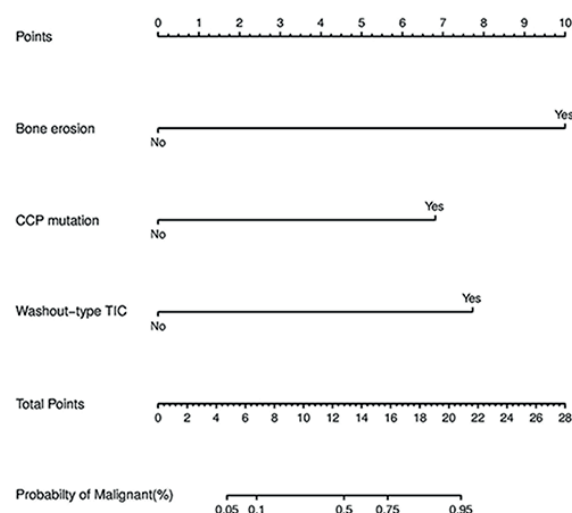 0 1 2 3 4 5 6 7 8 9 10
Points
Yes
Bone erosion
No
Yes
CCP mutation
No
Yes
Washout-type TIC
No
Total Points
0 2 4 6 8 10 12 14 16 18 20 22 24 26 28
Probabilty of Malignant(%)
0.05 0.1 0.5 0.75 0.95